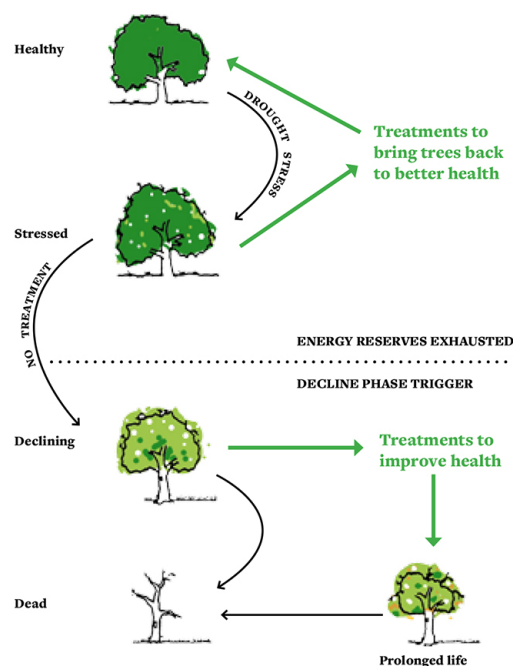 Healthy
DROUGHT STRESS
Treatments to
bring trees back
to better health
Stressed
NO TREATMENT
ENERGY RESERVES EXHAUSTED
DECLINE PHASE TRIGGER
Declining
Treatments to
improve health
Dead
Prolonged life